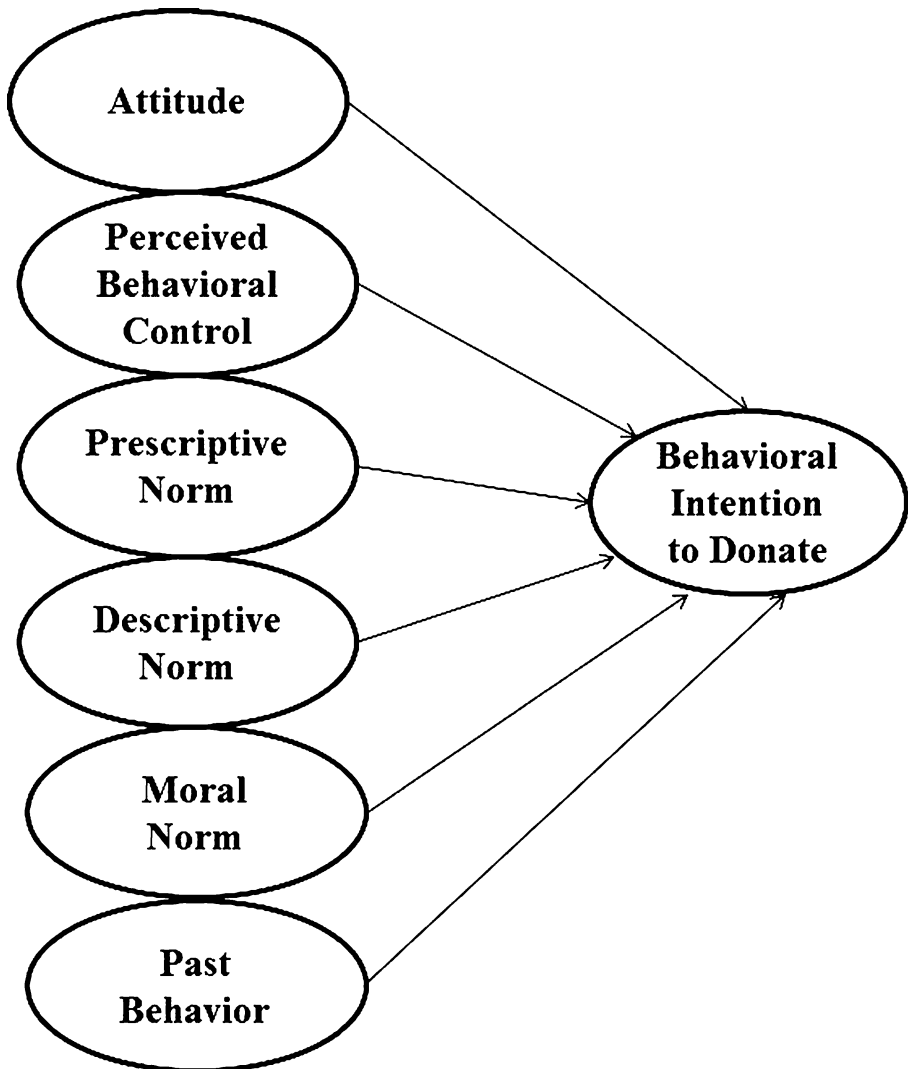 Attitude
Perceived
Behavioral
Control
Prescriptive
Norm
Descriptive
Norm
Moral
Norm
Past
Behavior
Behavioral
Intention
to Donate